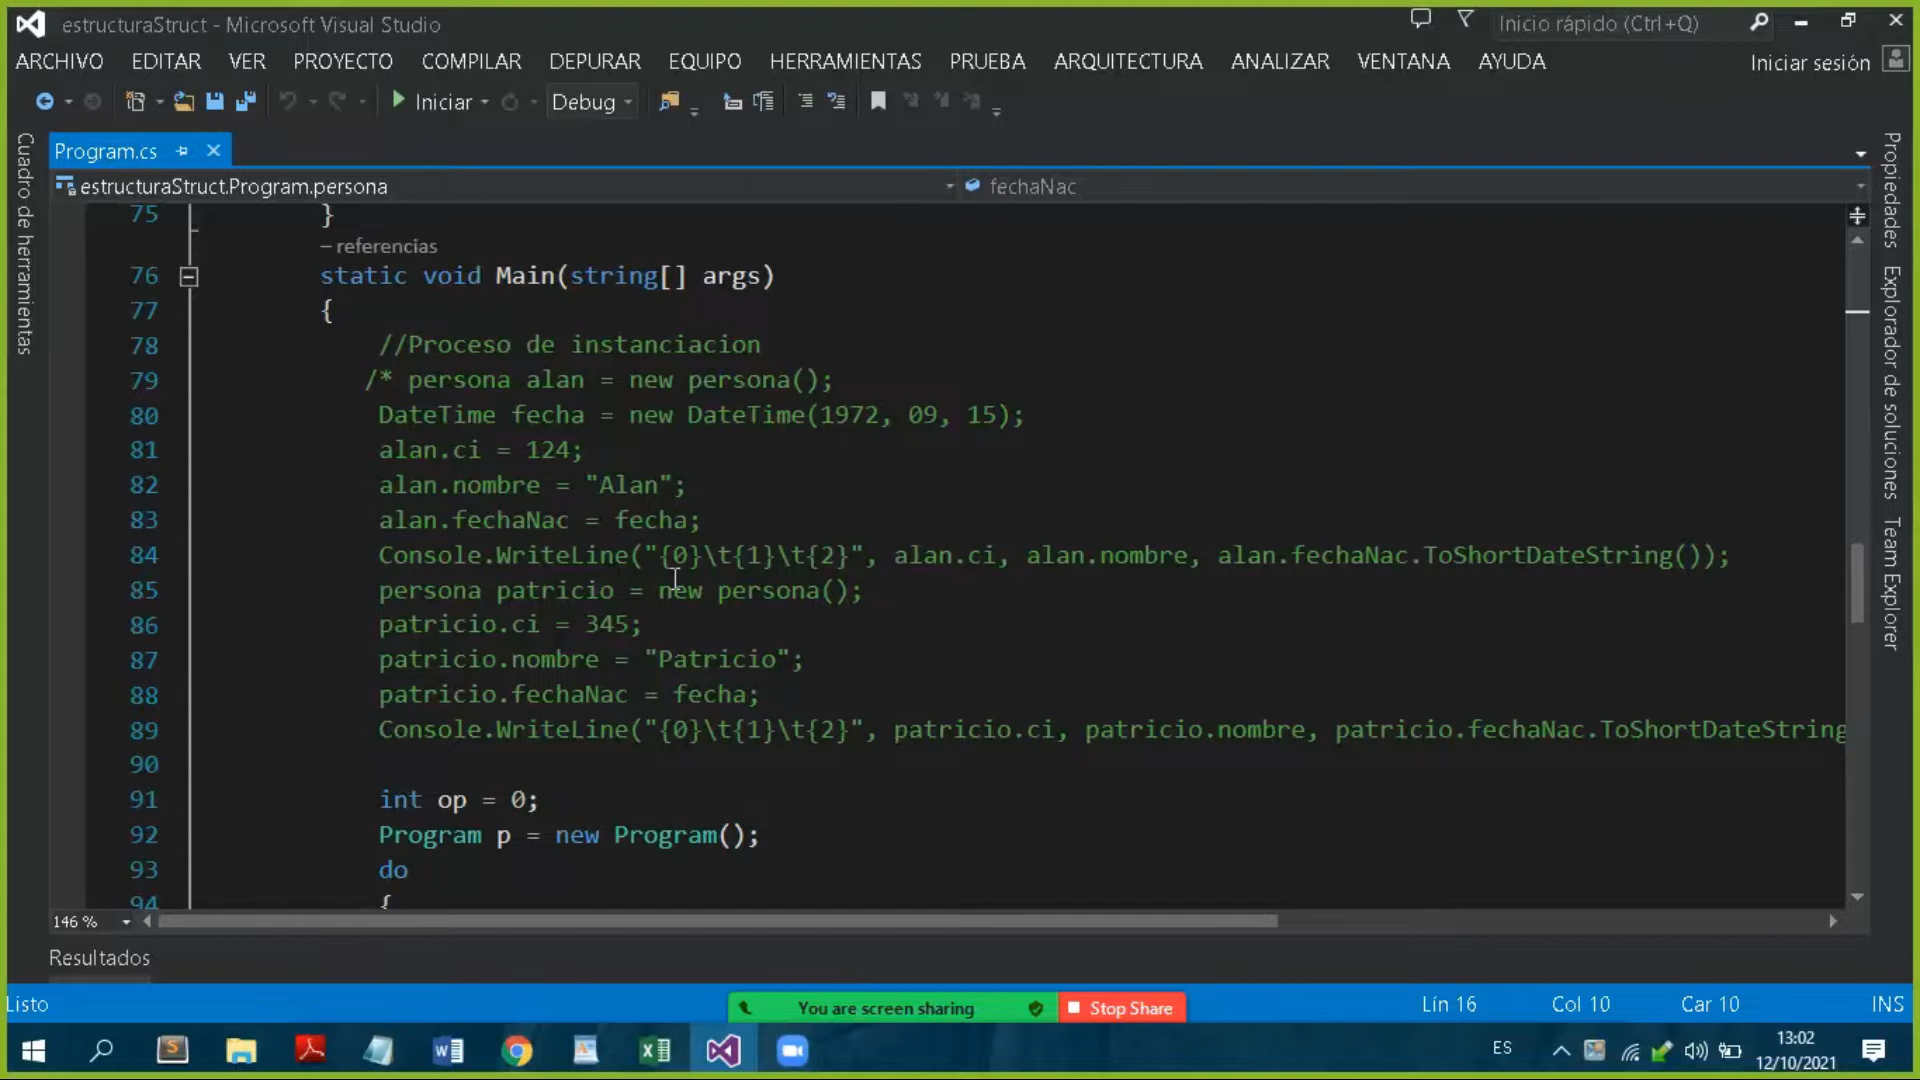 estructuraStruct - Microsoft Visual Studio
Inicio rápido (Ctrl+Q)
ARCHIVO EDITAR VER PROYECTO COMPILAR DEPURAR EQUIPO HERRAMIENTAS PRUEBA ARQUITECTURA ANALIZAR VENTANA AYUDA
Iniciar sesión
Iniciar
Debug
Cuadro de herramientas
Program.cs
estructuraStruct.Program.persona
fechaNac
75 }
– referencias
76 static void Main(string[] args)
77 {
78 //Proceso de instanciacion
79 /* persona alan = new persona();
80 DateTime fecha = new DateTime(1972, 09, 15);
81 alan.ci = 124;
82 alan.nombre = "Alan";
83 alan.fechaNac = fecha;
84 Console.WriteLine("{0}\t{1}\t{2}", alan.ci, alan.nombre, alan.fechaNac.ToShortDateString());
85 persona patricio = new persona();
86 patricio.ci = 345;
87 patricio.nombre = "Patricio";
88 patricio.fechaNac = fecha;
89 Console.WriteLine("{0}\t{1}\t{2}", patricio.ci, patricio.nombre, patricio.fechaNac.ToShortDateString
90
91 int op = 0;
92 Program p = new Program();
93 do
94 {
Propiedades
Explorador de soluciones
Team Explorer
146 %
Resultados
Listo
You are screen sharing
Stop Share
Lín 16
Col 10
Car 10
INS
ES
13:02
12/10/2021